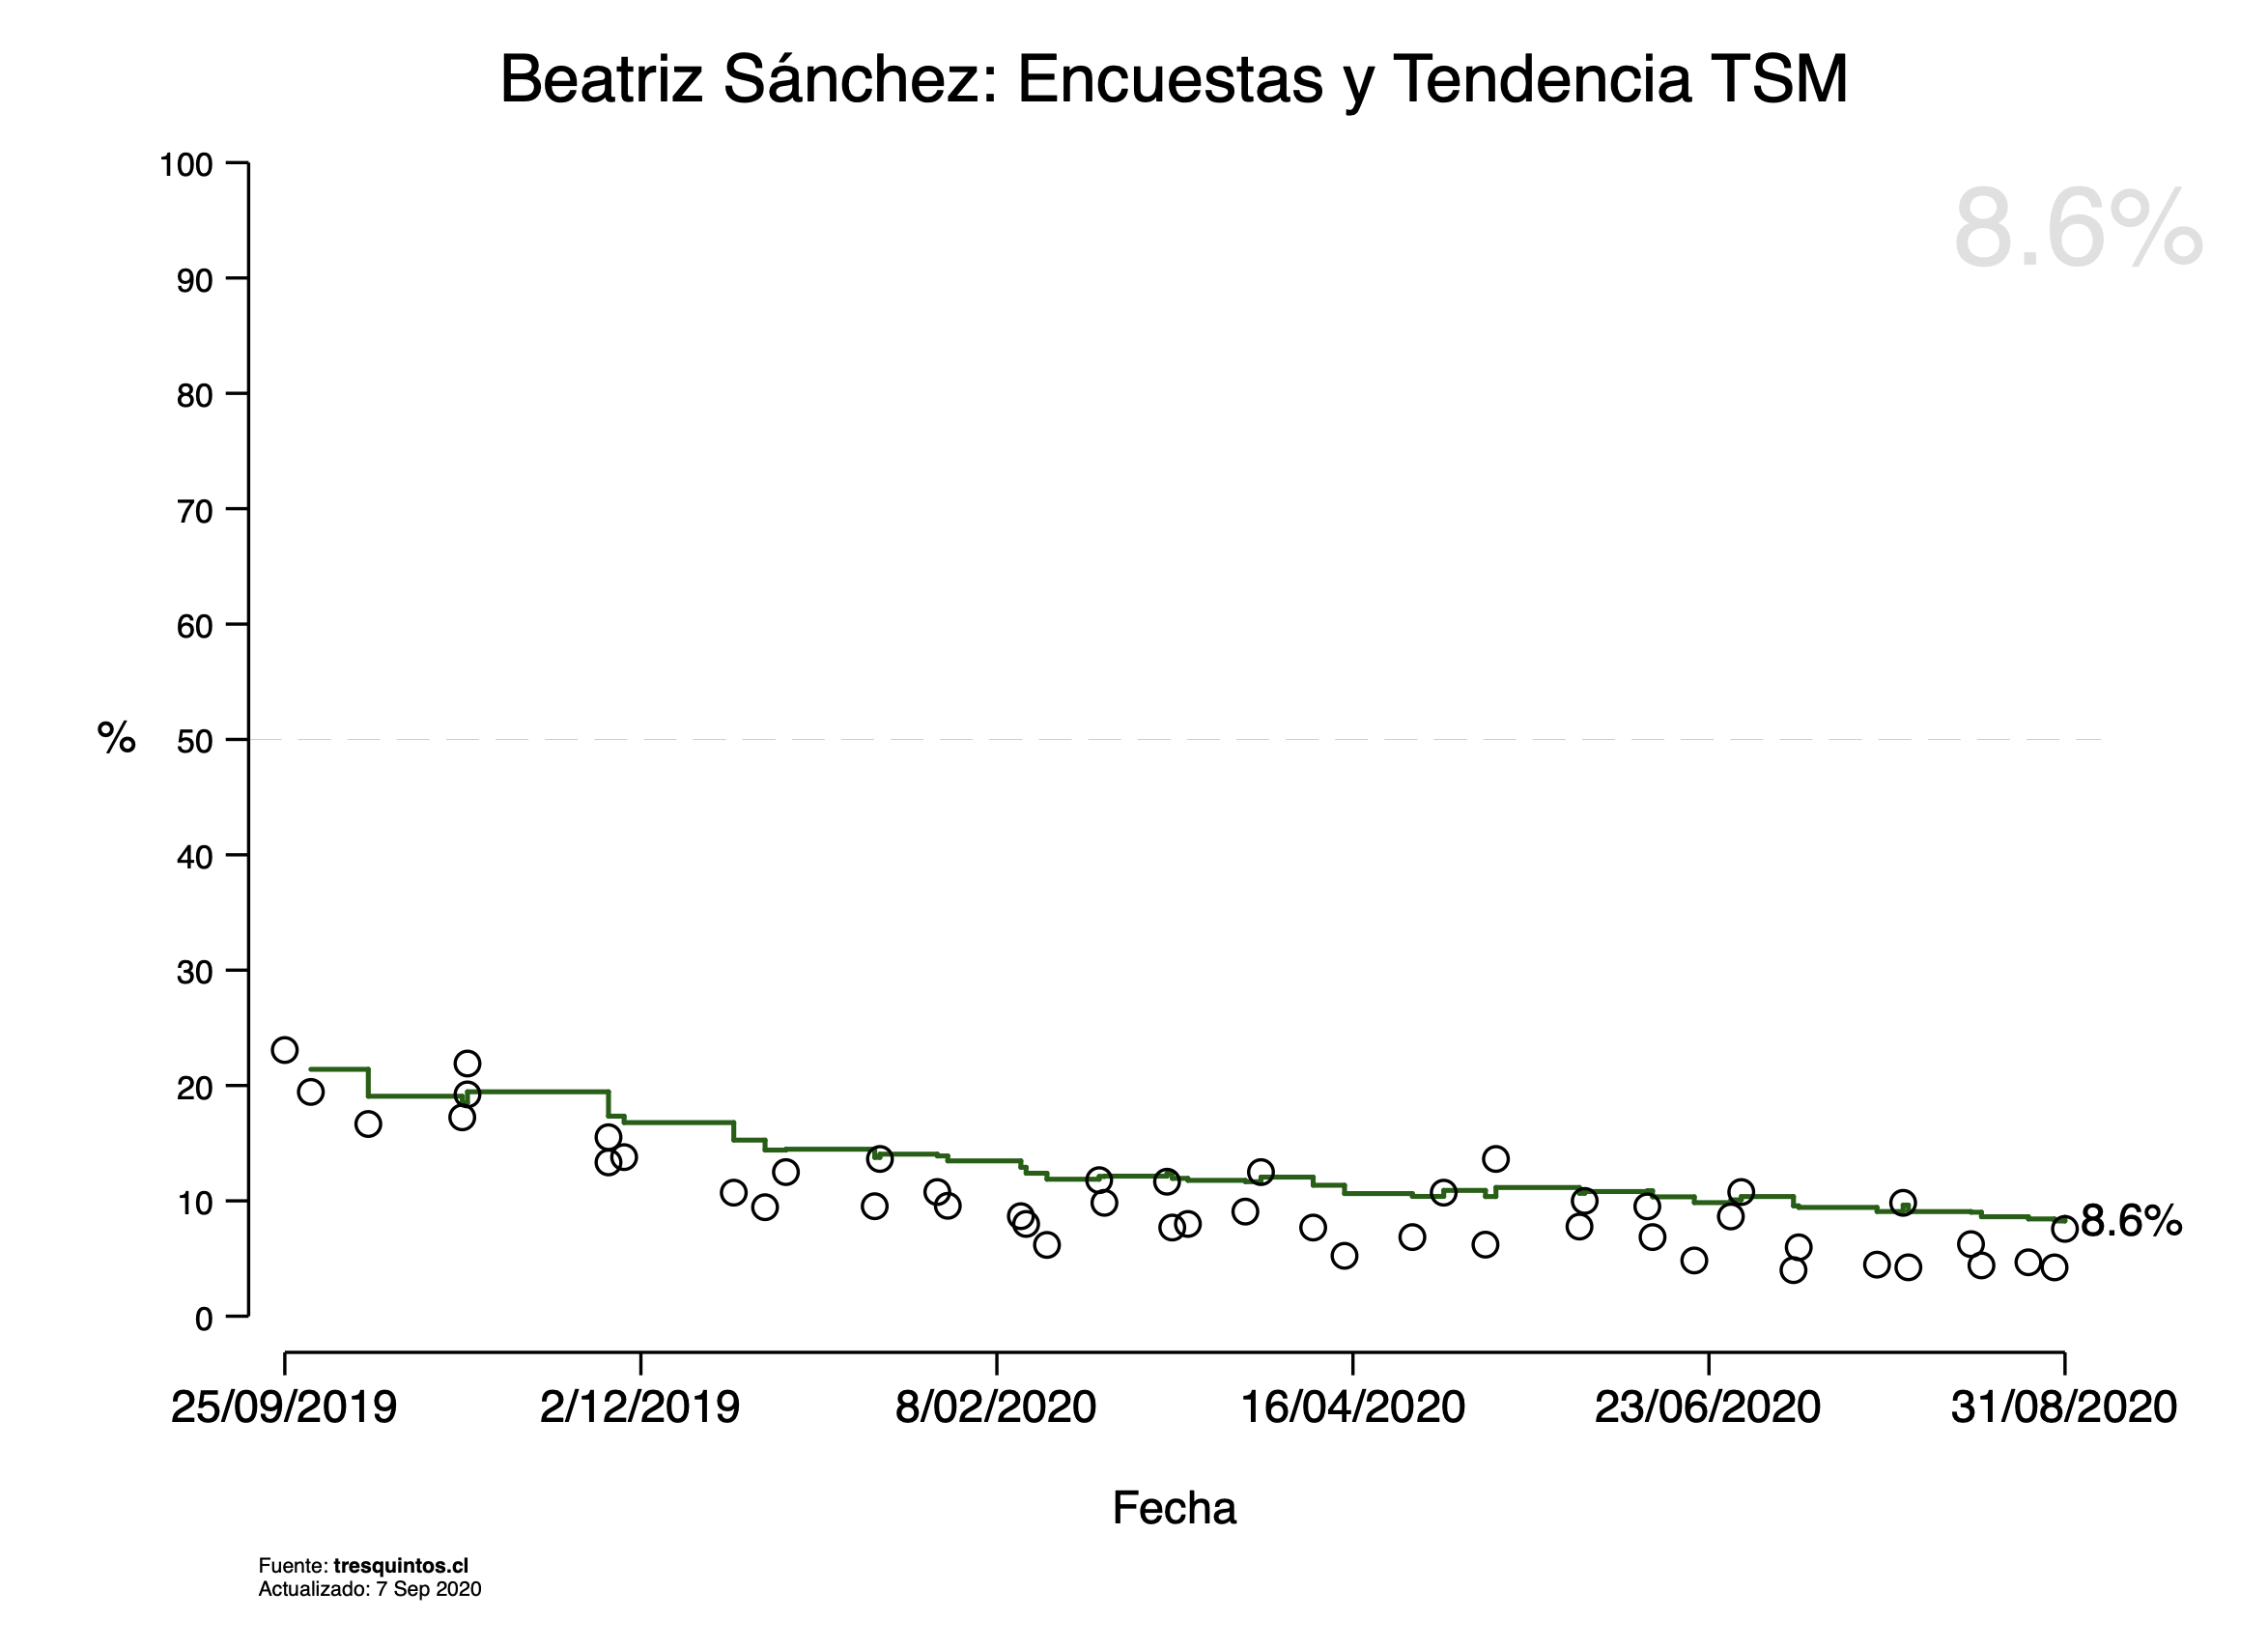 Beatriz Sánchez: Encuestas y Tendencia TSM
8.6%
100
90
80
70
60
% 50
40
30
20
10
0
8.6%
25/09/2019 2/12/2019 8/02/2020 16/04/2020 23/06/2020 31/08/2020
Fecha
Fuente: tresquintos.cl
Actualizado: 7 Sep 2020